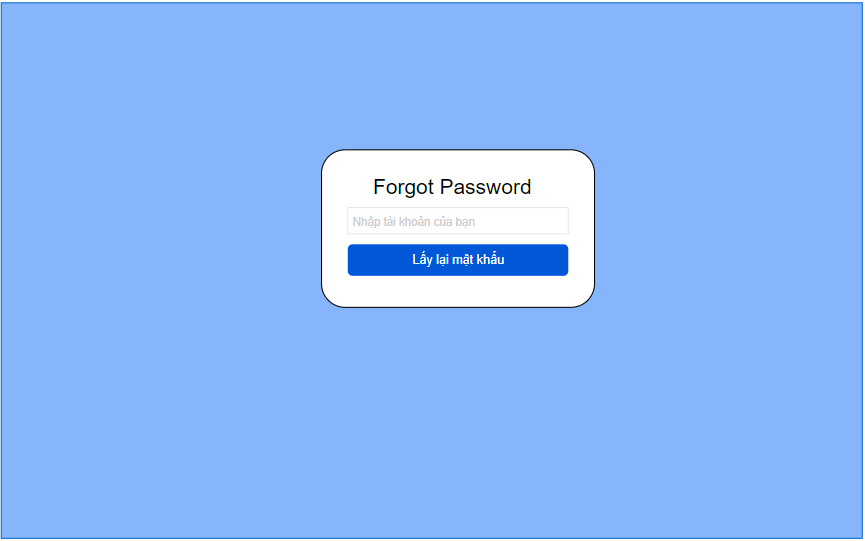 Forgot Password
Nhập tài khoản của bạn
Lấy lại mật khẩu